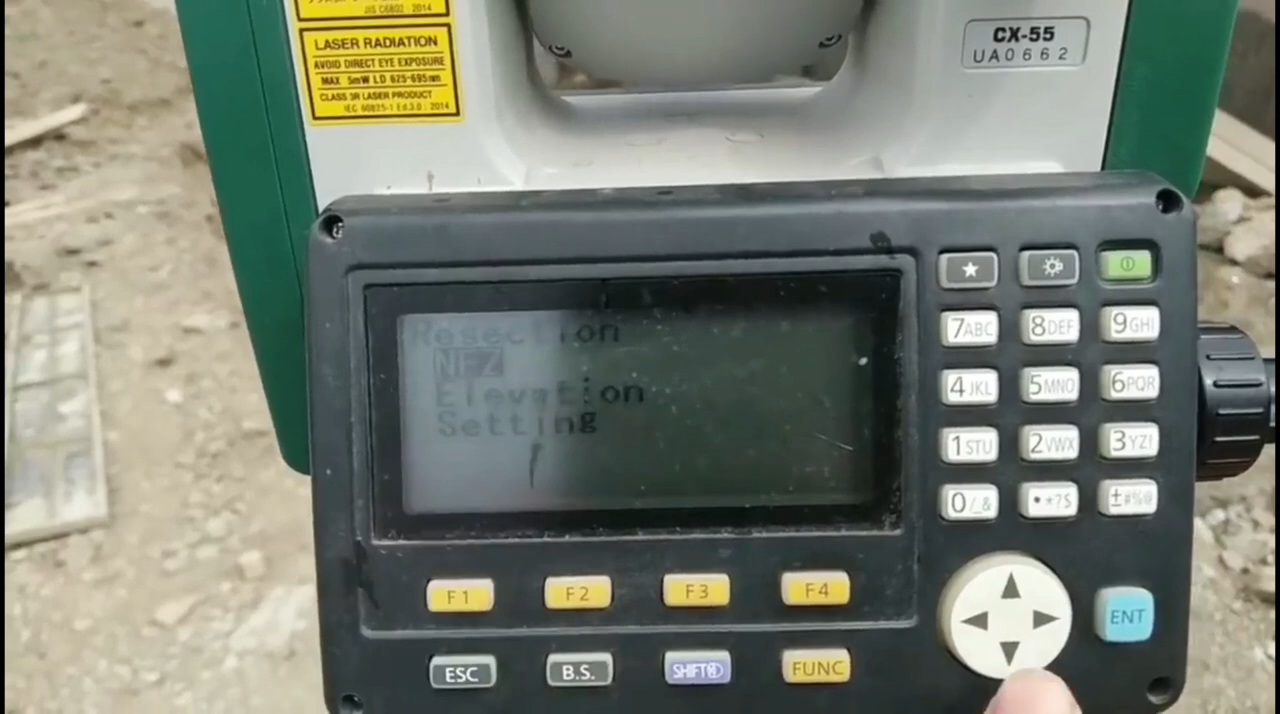 JIS C6802 : 2014
LASER RADIATION
AVOID DIRECT EYE EXPOSURE
MAX. 5mW LD 625-695nm
CLASS 3R LASER PRODUCT
IEC 60825-1 Ed.3.0 : 2014
CX-55
UA0662
Resection
NEZ
Elevation
Setting
★
7ABC 8DEF 9GHI
4JKL 5MNO 6PQR
1STU 2VWX 3YZ!
0/_& •*?$ ±#%@
F1 F2 F3 F4
ENT
ESC B.S. SHIFT FUNC